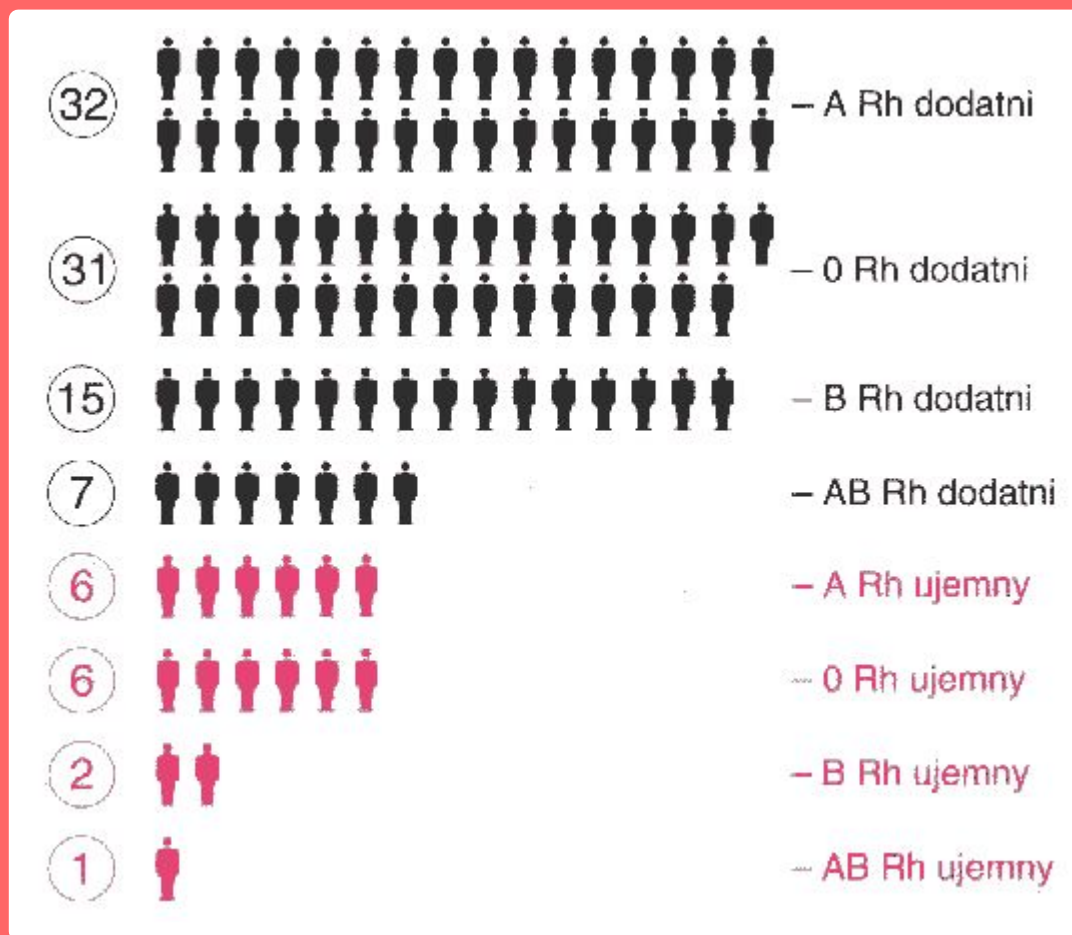 32 – A Rh dodatni
31 – 0 Rh dodatni
15 – B Rh dodatni
7 – AB Rh dodatni
6 – A Rh ujemny
6 – 0 Rh ujemny
2 – B Rh ujemny
1 – AB Rh ujemny